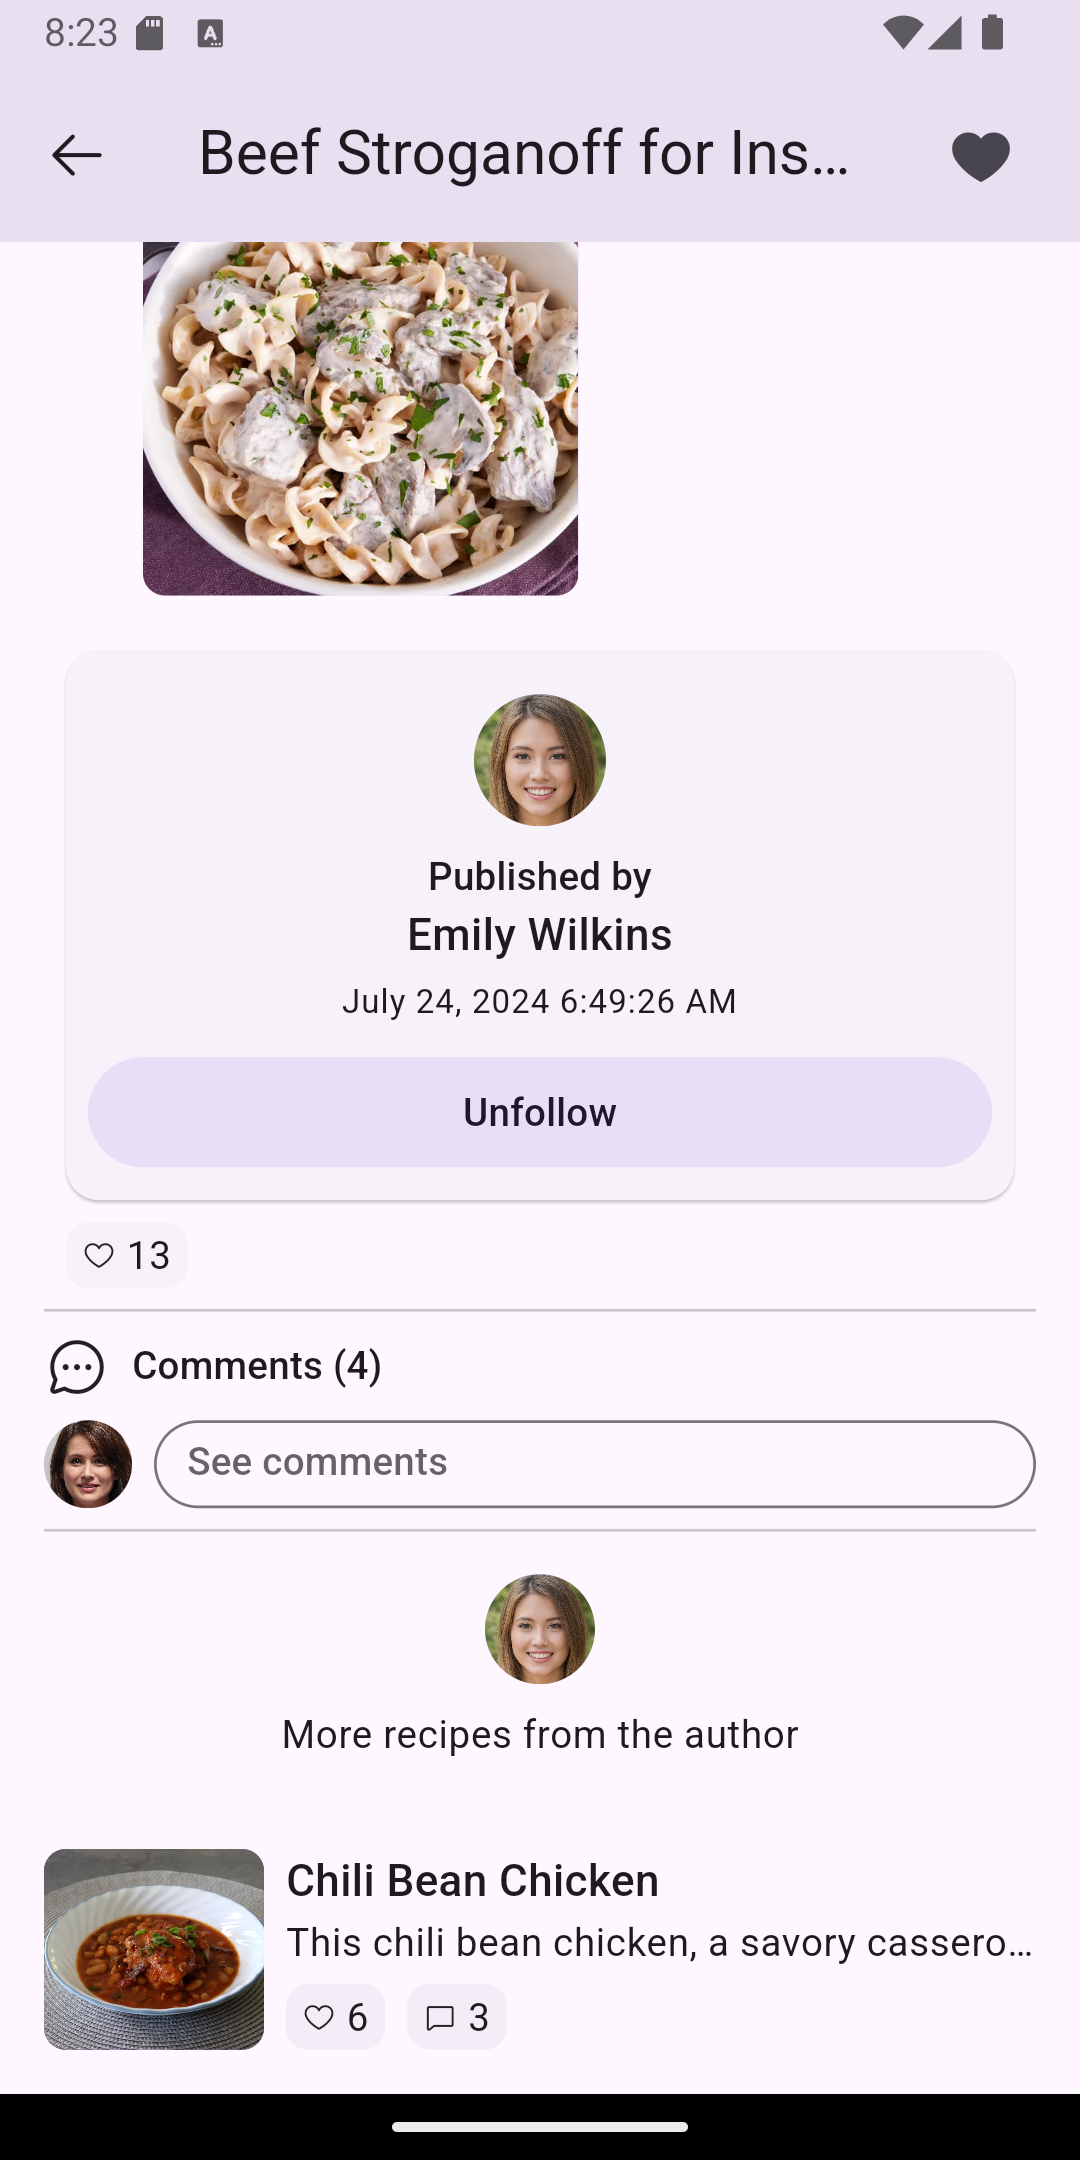 8:23
Beef Stroganoff for Ins...
Published by
Emily Wilkins
July 24, 2024 6:49:26 AM
Unfollow
13
Comments (4)
See comments
More recipes from the author
Chili Bean Chicken
This chili bean chicken, a savory cassero...
6 3